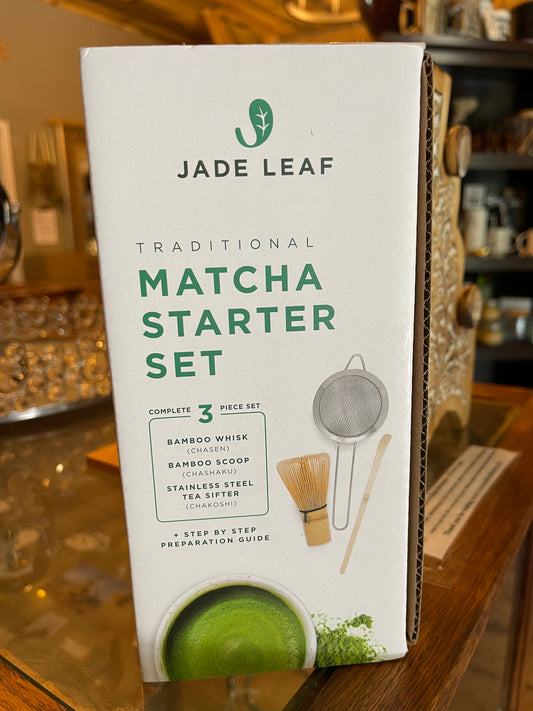 JADE LEAF
TRADITIONAL
MATCHA
STARTER
SET
COMPLETE 3 PIECE SET
BAMBOO WHISK
(CHASEN)
BAMBOO SCOOP
(CHASHAKU)
STAINLESS STEEL
TEA SIFTER
(CHAKOSHI)
+ STEP BY STEP
PREPARATION GUIDE